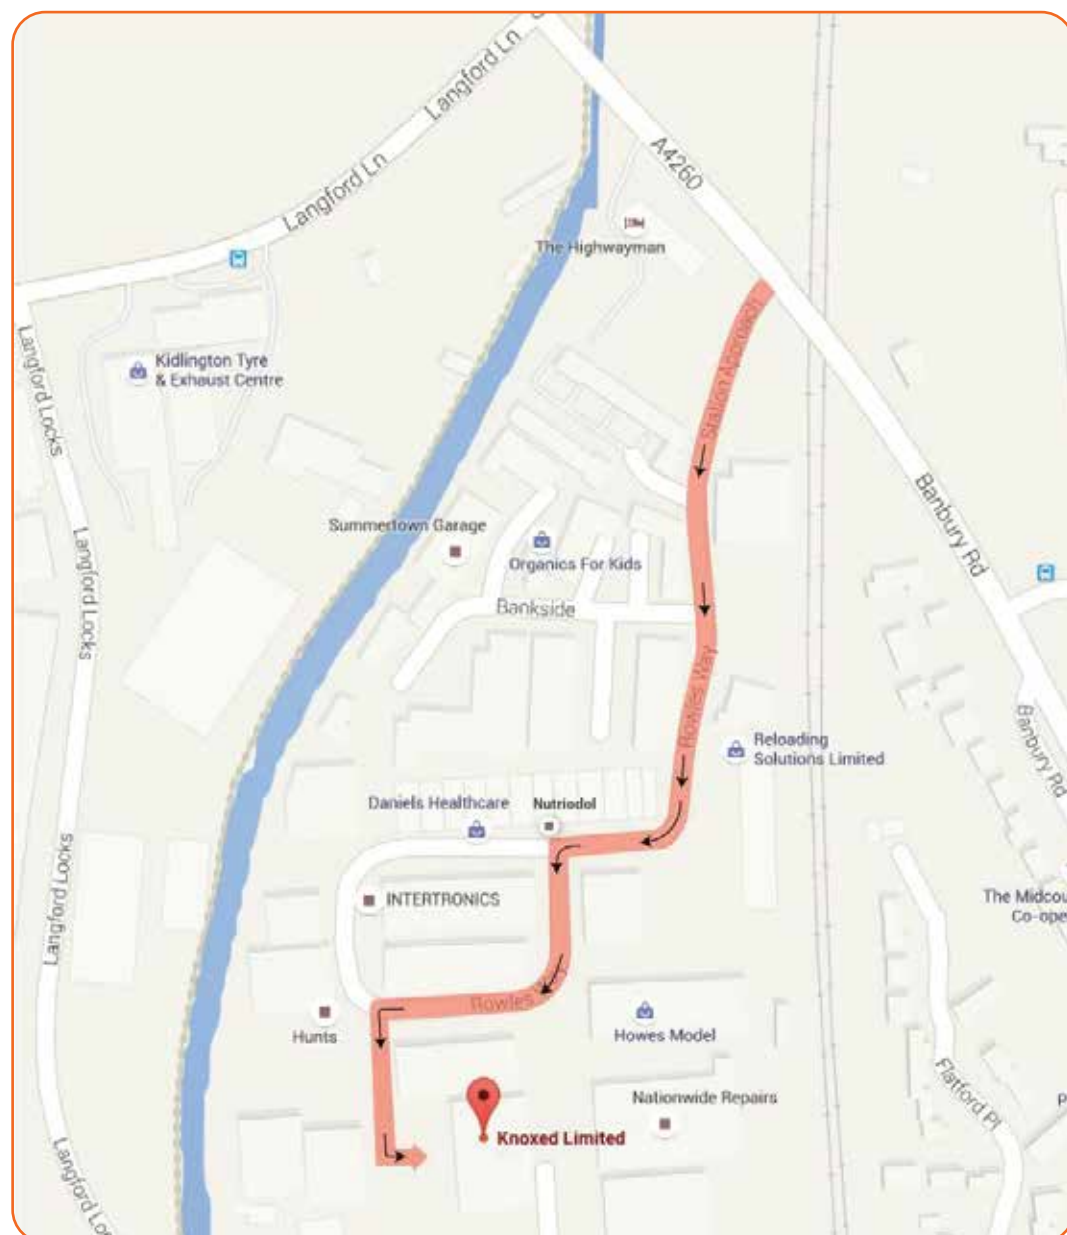 Langford Ln
Langford Ln
A4260
The Highwayman
Station Approach
Kidlington Tyre
& Exhaust Centre
Langford Locks
Banbury Rd
Summertown Garage
Organics For Kids
Langford Locks
Bankside
Rowles Way
Banbury Rd
Reloading
Solutions Limited
Daniels Healthcare
Nutriodol
Langford Locks
INTERTRONICS
The Midcou
Co-ope
Rowles
Hunts
Howes Model
Flatford Pl
Nationwide Repairs
P
Knoxed Limited
Langford Loc